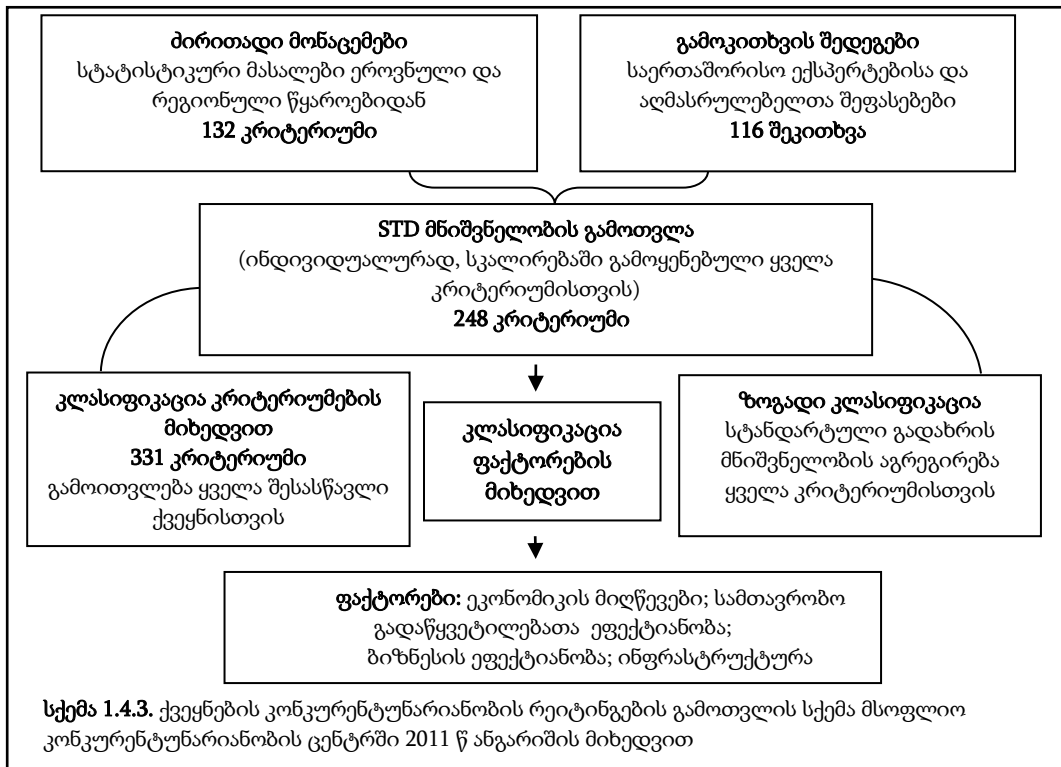 პირითადი მონაცემები
სტატისტიკური მასალები ეროვნული და
რეგიონული წყაროებიდან
132 კრიტერიუმი
გამოკითხვის შედეგები
საერთაშორისო ექსპერტებისა და
აღმასრულებელთა შეფასებები
116 შეკითხვა
STD მნიშვნელობის გამოთვლა
(ინდივიდუალურად, სკალირებაში გამოყენებული ყველა
კრიტერიუმისთვის)
248 კრიტერიუმი
კლასიფიკაცია კრიტერიუმების
მიხედვით
331 კრიტერიუმი
გამოითვლება ყველა შესასწავლი
ქვეყნისთვის
კლასიფიკაცია
ფაქტორების
მიხედვით
ზოგადი კლასიფიკაცია
სტანდარტული გადახრის
მნიშვნელობის აგრეგირება
ყველა კრიტერიუმისთვის
ფაქტორები: ეკონომიკის მიღწევები; სამთავრობო
გადაწყვეტილებათა ეფექტიანობა;
ბიზნესის ეფექტიანობა; ინფრასტრუქტურა
სქემა 1.4.3. ქვეყნების კონკურენტუნარიანობის რეიტინგების გამოთვლის სქემა მსოფლიო
კონკურენტუნარიანობის ცენტრში 2011 წ ანგარიშის მიხედვით